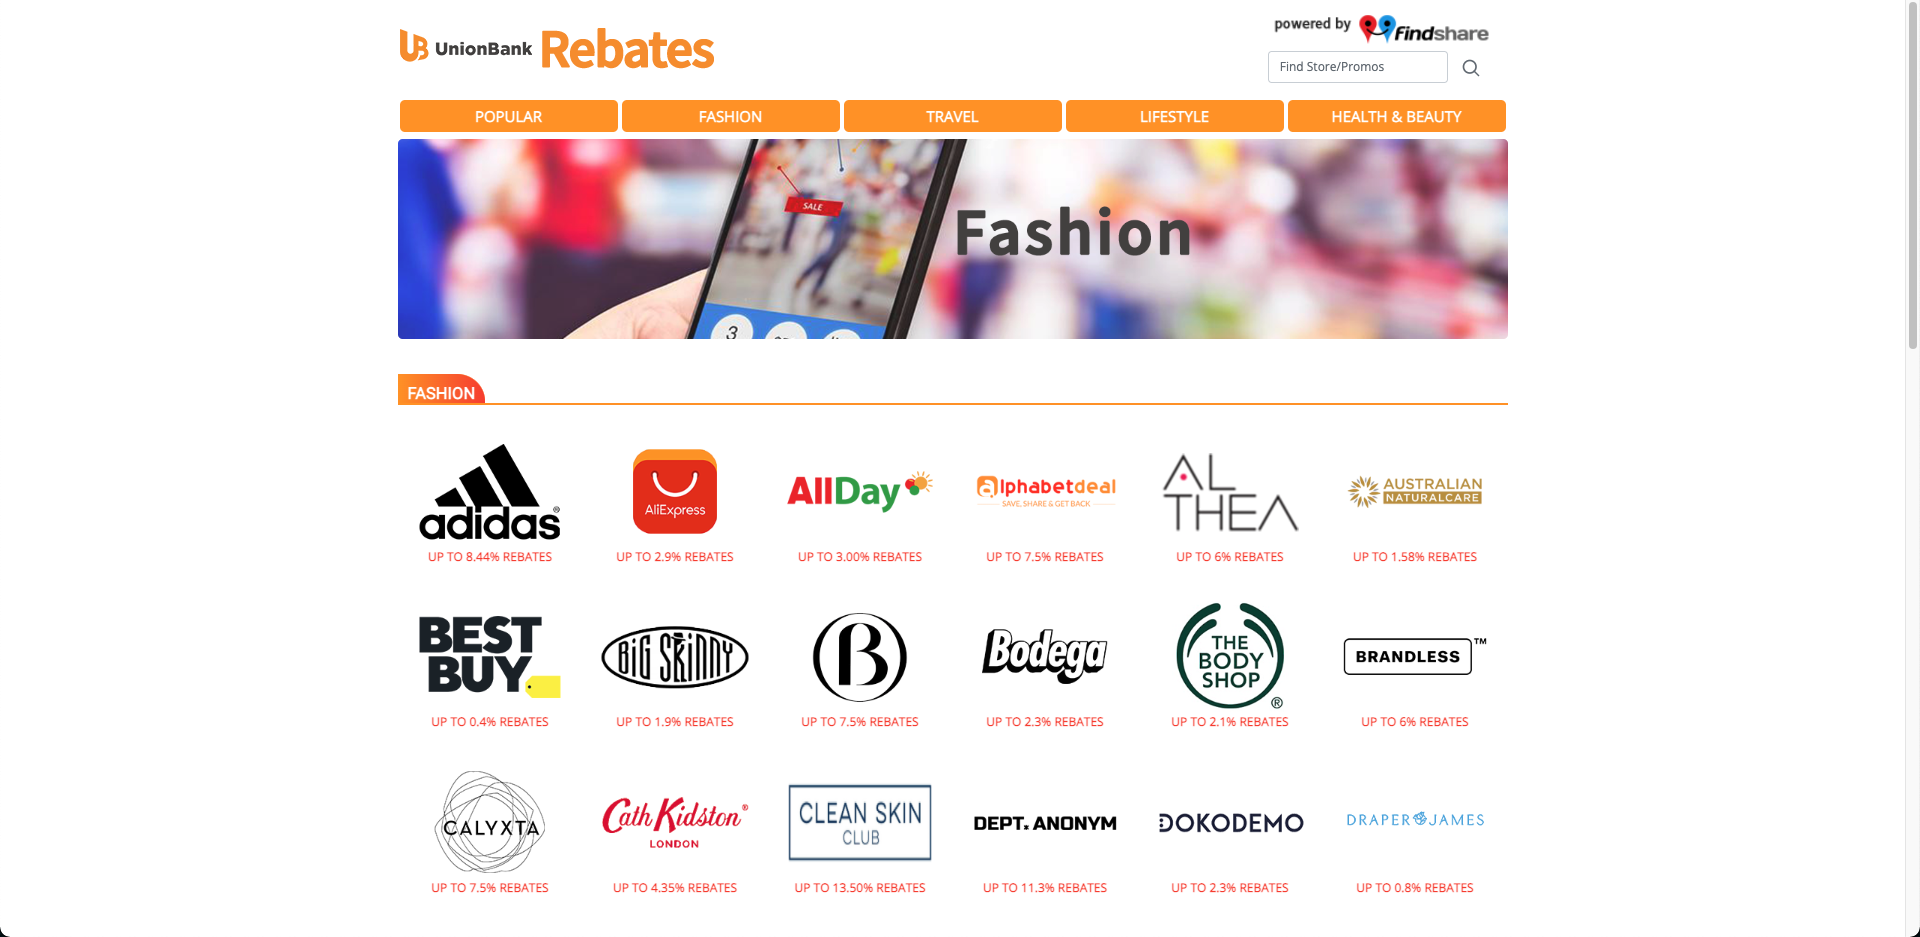 UB UnionBank Rebates
powered by Findshare
Find Store/Promos
POPULAR FASHION TRAVEL LIFESTYLE HEALTH & BEAUTY
SALE
Fashion
3
FASHION
adidas®
AliExpress
AllDay
alphabetdeal
SAVE, SHARE & GET BACK
ALTHEA
AUSTRALIAN
NATURALCARE
UP TO 8.44% REBATES
UP TO 2.9% REBATES
UP TO 3.00% REBATES
UP TO 7.5% REBATES
UP TO 6% REBATES
UP TO 1.58% REBATES
BEST
BUY
BIG SKINNY
B
Bodega
THE
BODY
SHOP®
BRANDLESS™
UP TO 0.4% REBATES
UP TO 1.9% REBATES
UP TO 7.5% REBATES
UP TO 2.3% REBATES
UP TO 2.1% REBATES
UP TO 6% REBATES
CALYXTA
Cath Kidston®
LONDON
CLEAN SKIN
CLUB
DEPT. ANONYM
DOKODEMO
DRAPER JAMES
UP TO 7.5% REBATES
UP TO 4.35% REBATES
UP TO 13.50% REBATES
UP TO 11.3% REBATES
UP TO 2.3% REBATES
UP TO 0.8% REBATES